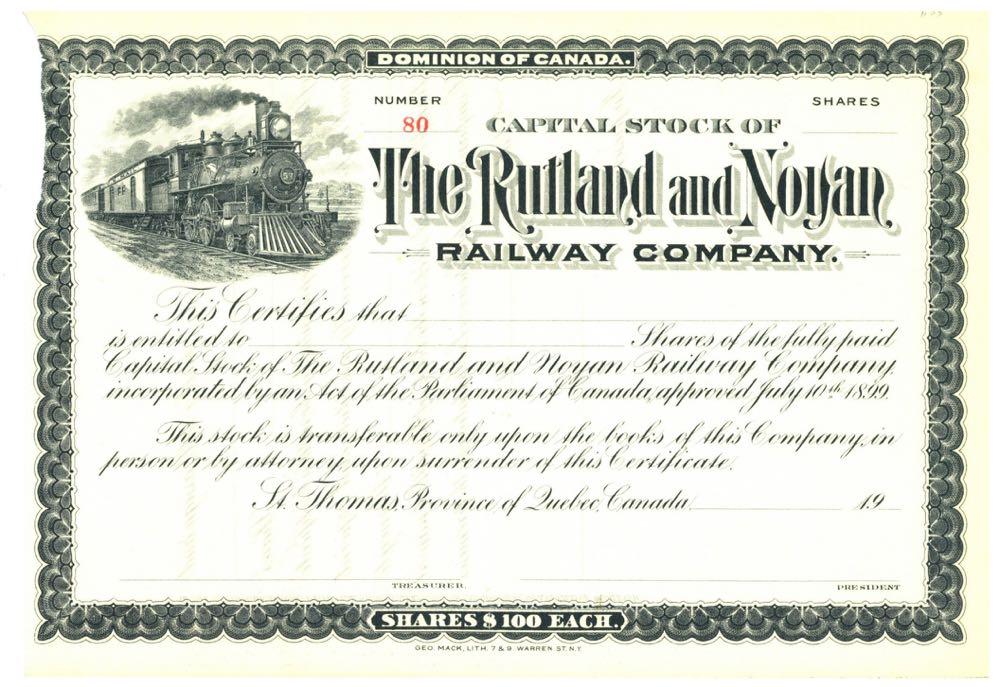 DOMINION OF CANADA.
NUMBER
SHARES
80
CAPITAL STOCK OF
The Rutland and Noyan
RAILWAY COMPANY.
This Certifies that
is entitled to Shares of the fully paid
Capital Stock of The Rutland and Noyan Railway Company,
incorporated by an Act of the Parliament of Canada, approved July 10th 1899.
This stock is transferable only upon the books of this Company, in
person or by attorney upon surrender of this Certificate.
St. Thomas, Province of Quebec, Canada, 19
TREASURER. PRESIDENT
SHARES $100 EACH.
GEO. MACK, LITH. 7 & 9 WARREN ST. N.Y.